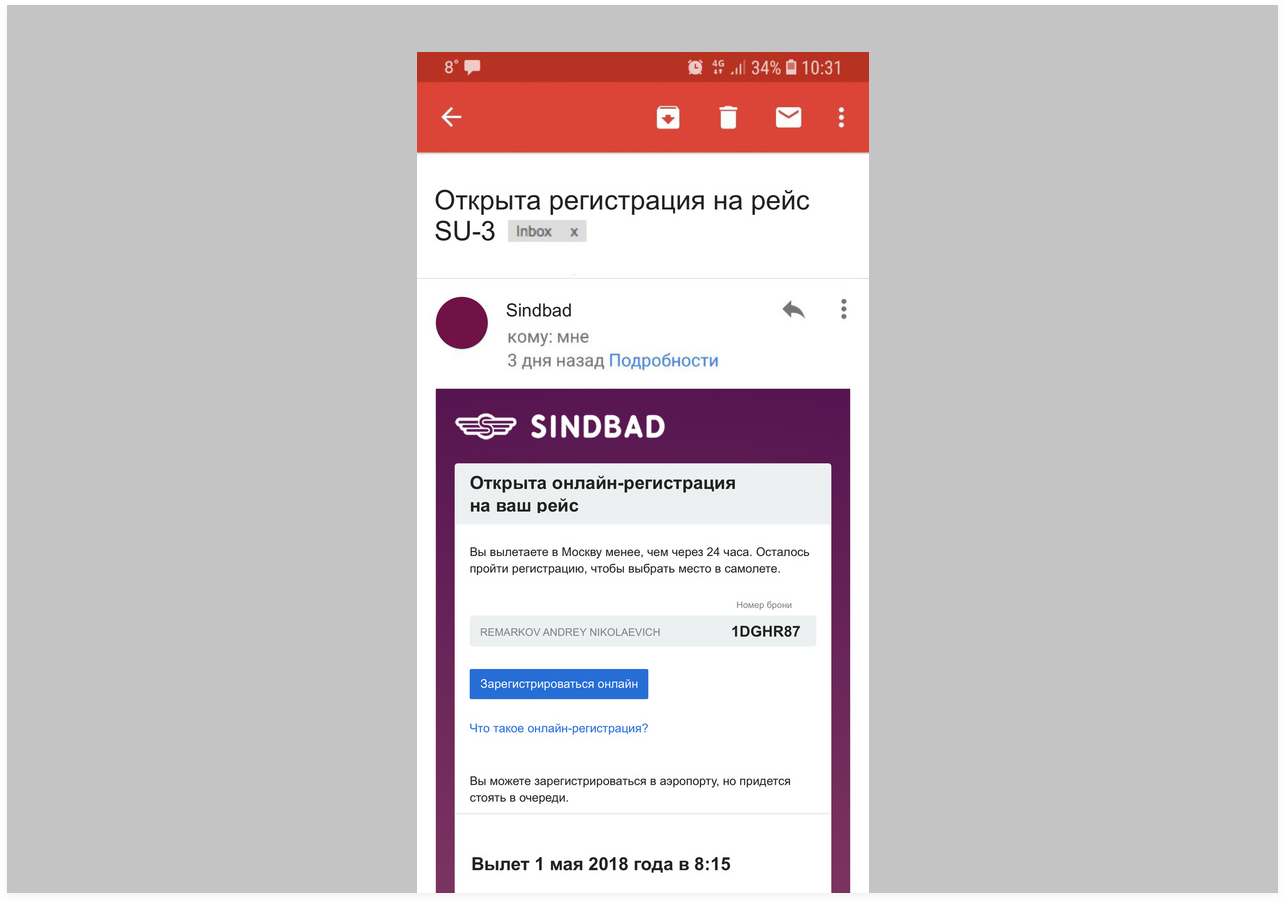 8° 4G 34% 10:31
Открыта регистрация на рейс
SU-3 Inbox x
Sindbad
кому: мне
3 дня назад Подробности
SINDBAD
Открыта онлайн-регистрация
на ваш рейс
Вы вылетаете в Москву менее, чем через 24 часа. Осталось
пройти регистрацию, чтобы выбрать место в самолете.
Номер брони
REMARKOV ANDREY NIKOLAEVICH 1DGHR87
Зарегистрироваться онлайн
Что такое онлайн-регистрация?
Вы можете зарегистрироваться в аэропорту, но придется
стоять в очереди.
Вылет 1 мая 2018 года в 8:15